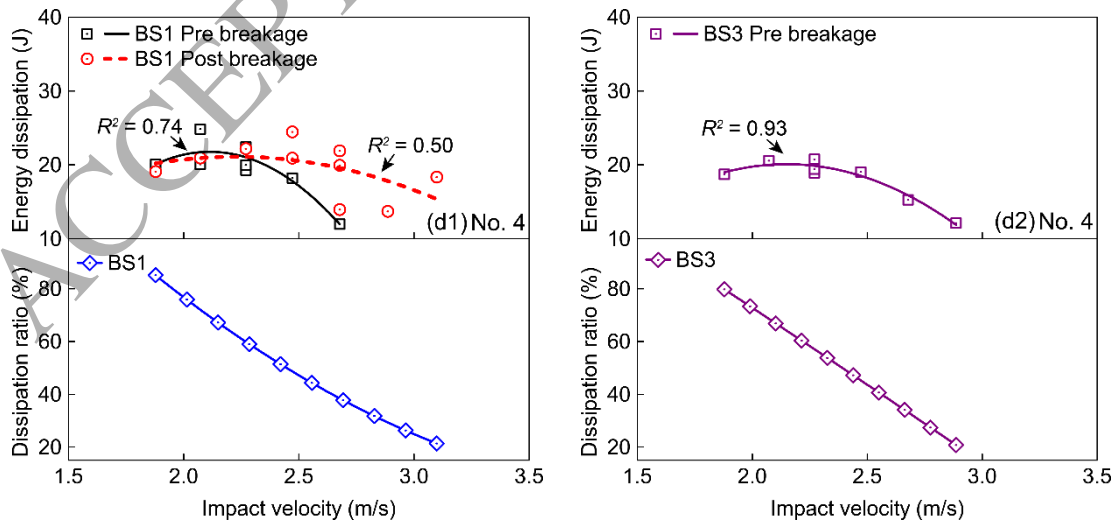 ACCEP
Energy dissipation (J)
40
30
20
10
BS1 Pre breakage
BS1 Post breakage
R² = 0.74
R² = 0.50
(d1) No. 4
Dissipation ratio (%)
80
60
40
20
BS1
1.5 2.0 2.5 3.0 3.5
Impact velocity (m/s)
Energy dissipation (J)
40
30
20
10
BS3 Pre breakage
R² = 0.93
(d2) No. 4
Dissipation ratio (%)
80
60
40
20
BS3
1.5 2.0 2.5 3.0 3.5
Impact velocity (m/s)